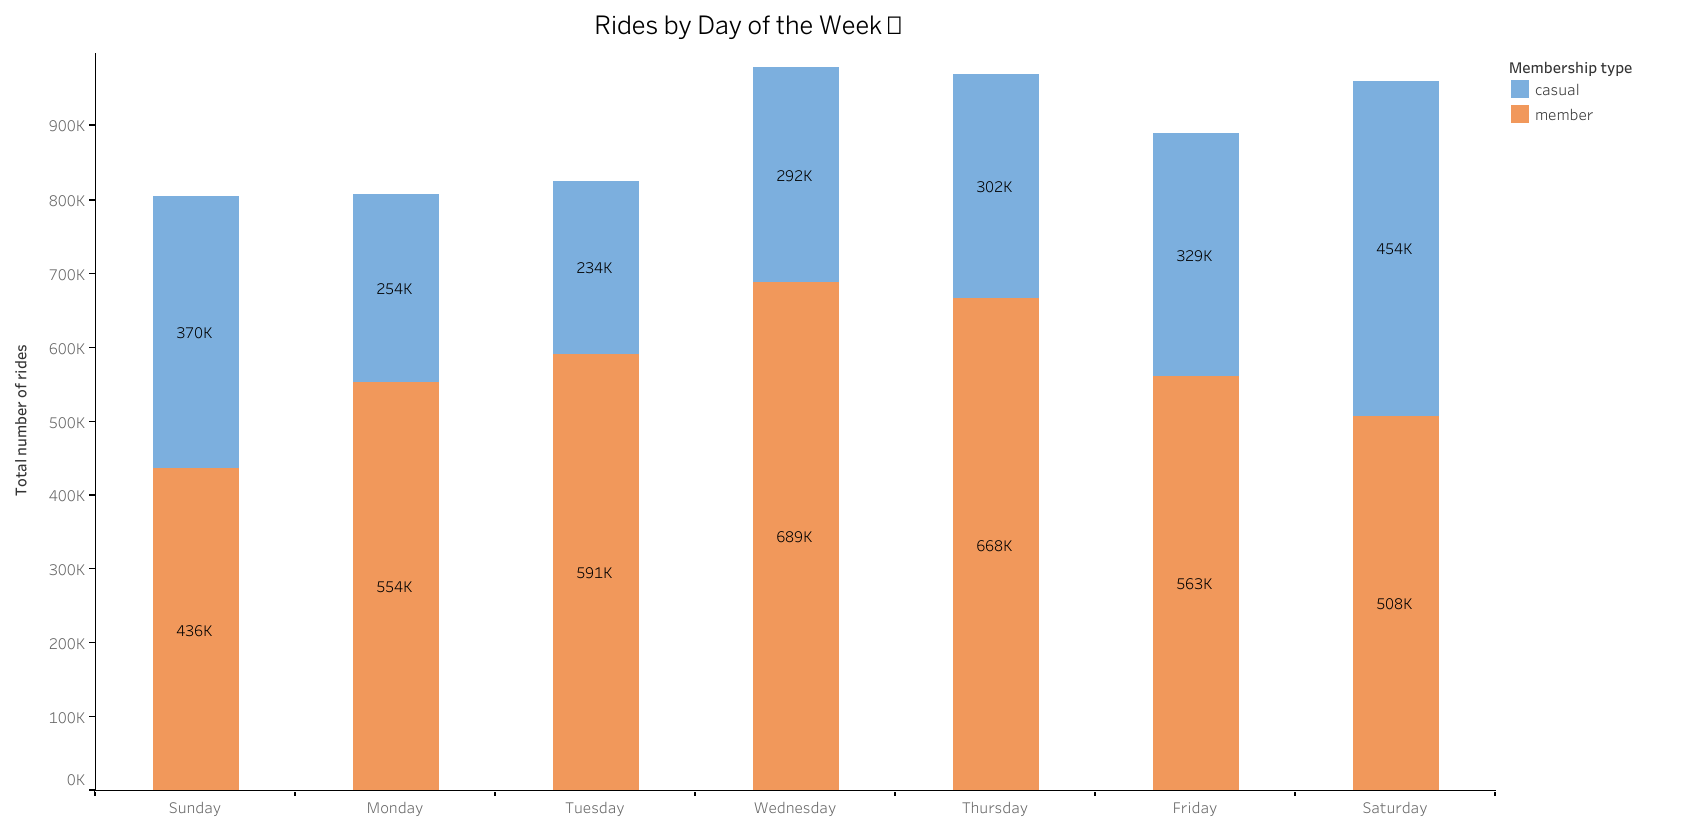 Rides by Day of the Week
Membership type
casual
member
Total number of rides
900K
800K
700K
600K
500K
400K
300K
200K
100K
0K
370K
254K
234K
292K
302K
329K
454K
436K
554K
591K
689K
668K
563K
508K
Sunday
Monday
Tuesday
Wednesday
Thursday
Friday
Saturday